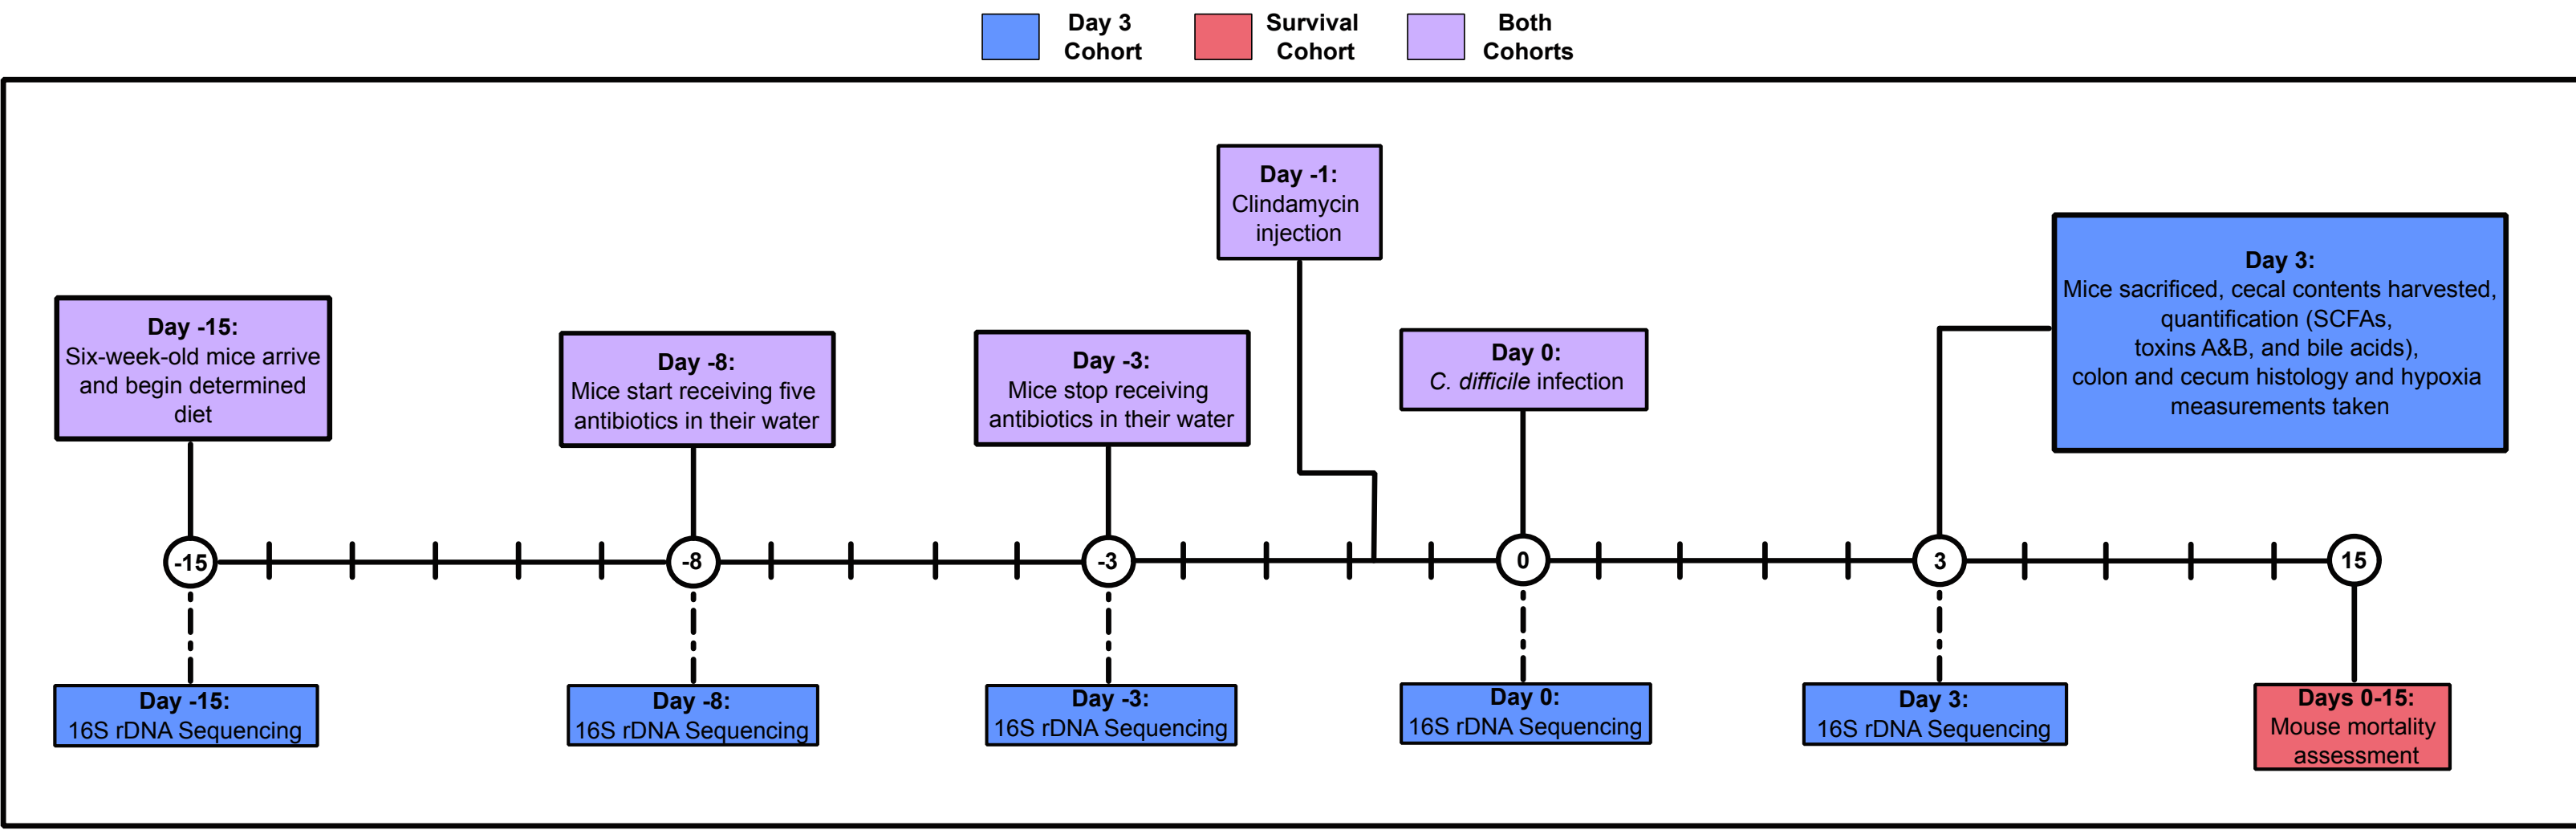 Day 3
Cohort
Survival
Cohort
Both
Cohorts
Day -15:
Six-week-old mice arrive
and begin determined
diet
Day -8:
Mice start receiving five
antibiotics in their water
Day -3:
Mice stop receiving
antibiotics in their water
Day -1:
Clindamycin
injection
Day 0:
C. difficile infection
Day 3:
Mice sacrificed, cecal contents harvested,
quantification (SCFAs,
toxins A&B, and bile acids),
colon and cecum histology and hypoxia
measurements taken
-15
-8
-3
0
3
15
Day -15:
16S rDNA Sequencing
Day -8:
16S rDNA Sequencing
Day -3:
16S rDNA Sequencing
Day 0:
16S rDNA Sequencing
Day 3:
16S rDNA Sequencing
Days 0-15:
Mouse mortality
assessment